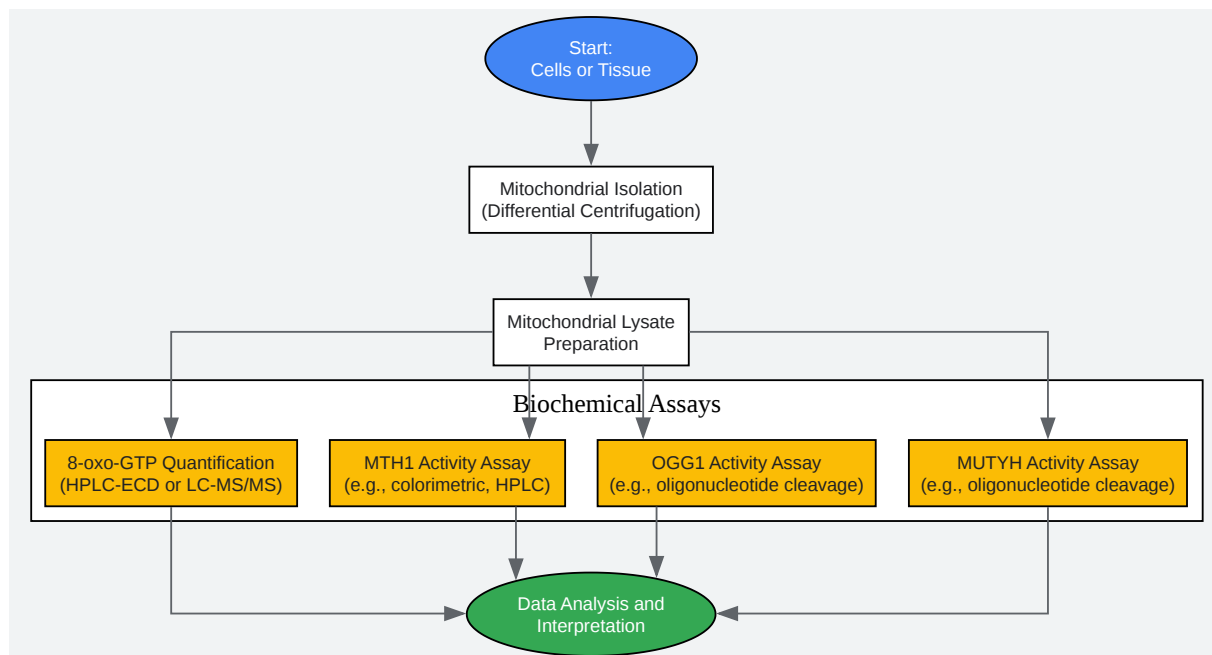 Start:
Cells or Tissue
Mitochondrial Isolation
(Differential Centrifugation)
Mitochondrial Lysate
Preparation
Biochemical Assays
8-oxo-GTP Quantification
(HPLC-ECD or LC-MS/MS)
MTH1 Activity Assay
(e.g., colorimetric, HPLC)
OGG1 Activity Assay
(e.g., oligonucleotide cleavage)
MUTYH Activity Assay
(e.g., oligonucleotide cleavage)
Data Analysis and
Interpretation